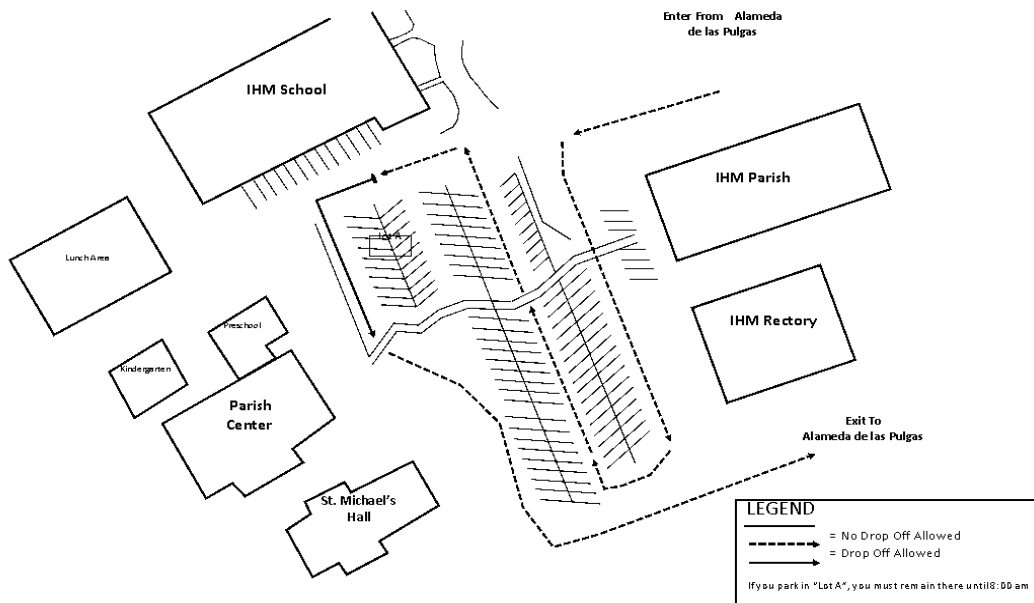 Enter From Alameda
de las Pulgas
IHM School
IHM Parish
Lot A
Lunch Area
Preschool
IHM Rectory
Kindergarten
Parish
Center
Exit To
Alameda de las Pulgas
St. Michael's
Hall
LEGEND
= No Drop Off Allowed
= Drop Off Allowed
If you park in "Lot A", you must remain there until 8:00 am